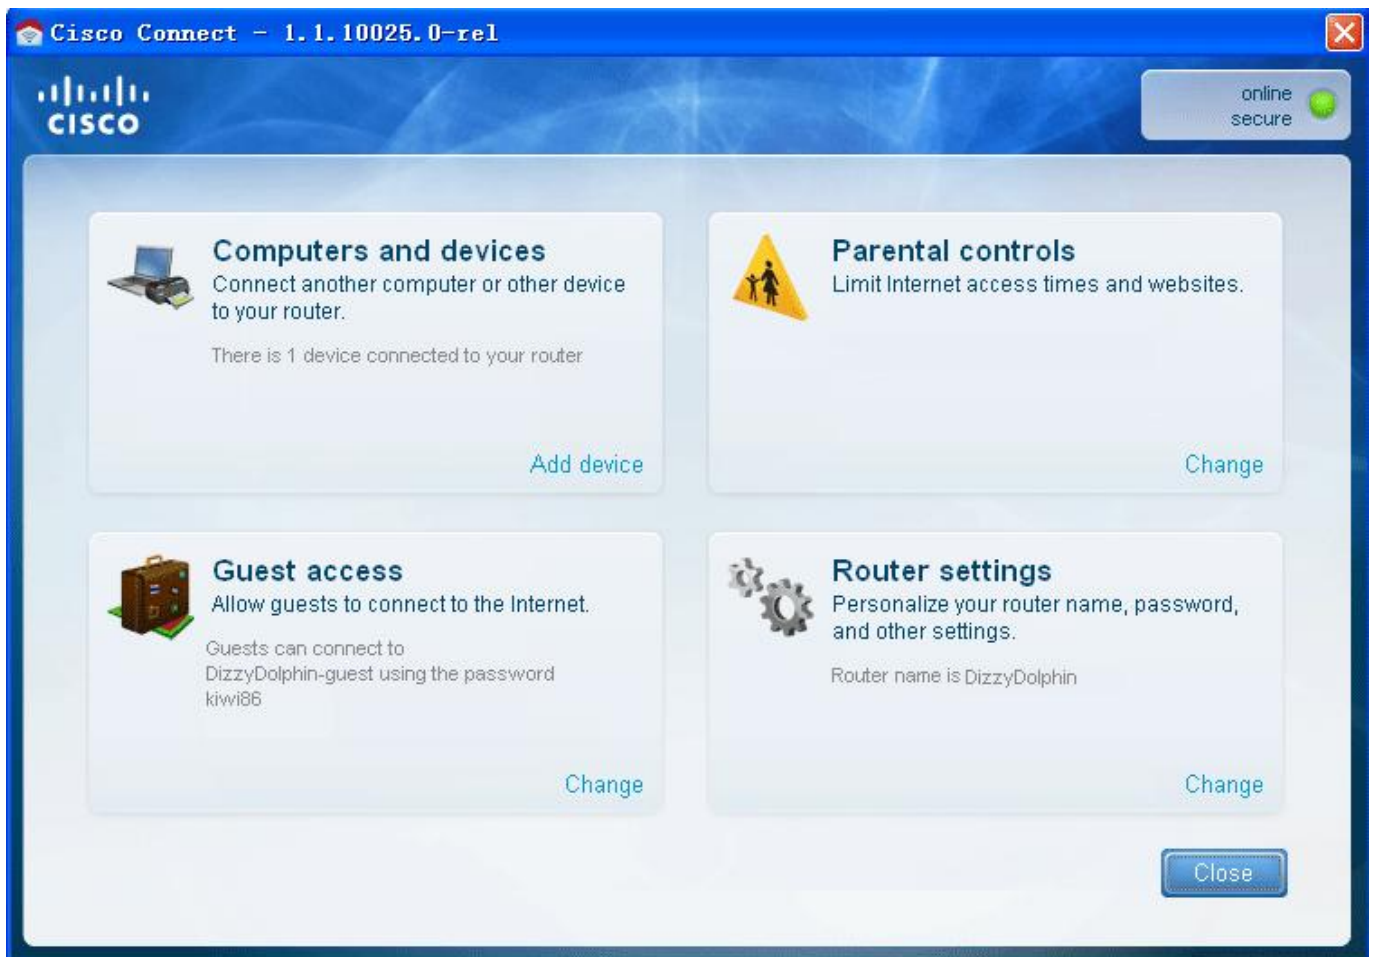 Cisco Connect - 1.1.10025.0-rel
CISCO
online
secure
Computers and devices
Connect another computer or other device
to your router.
There is 1 device connected to your router
Add device
Parental controls
Limit Internet access times and websites.
Change
Guest access
Allow guests to connect to the Internet.
Guests can connect to
DizzyDolphin-guest using the password
kiwi86
Change
Router settings
Personalize your router name, password,
and other settings.
Router name is DizzyDolphin
Change
Close